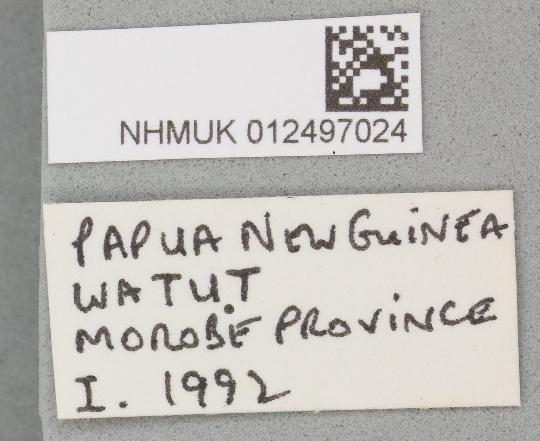 NHMUK 012497024
PAPUA NEW GUINEA
WATUT
MOROBE PROVINCE
I. 1992